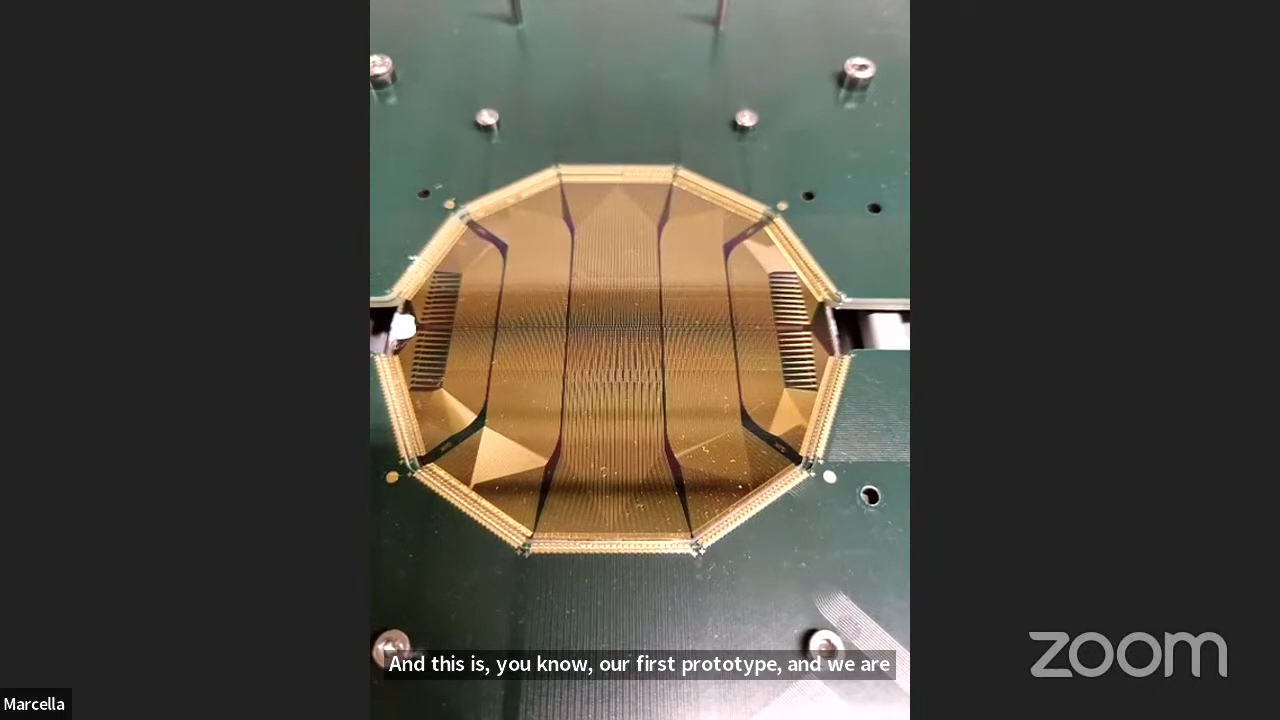 And this is, you know, our first prototype, and we are
zoom
Marcella